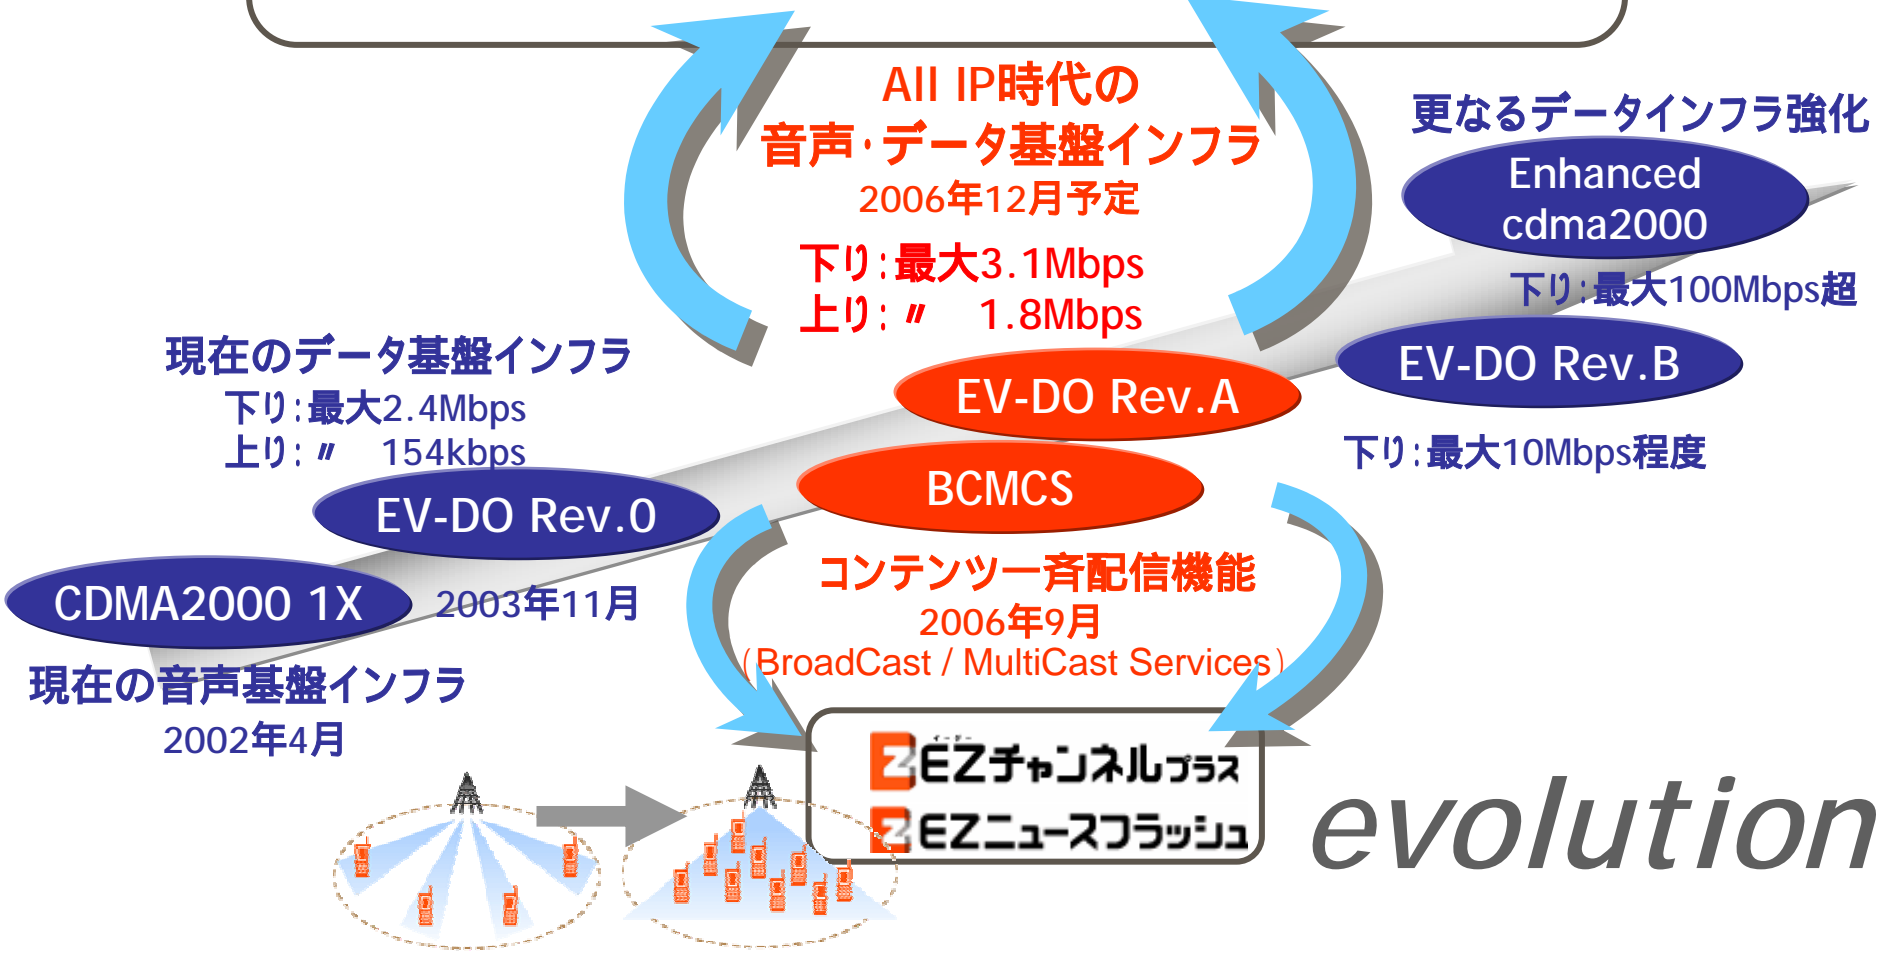 All IP時代の
音声・データ基盤インフラ
2006年12月予定
下り：最大3.1Mbps
上り：〃 1.8Mbps
更なるデータインフラ強化
Enhanced
cdma2000
下り：最大100Mbps超
EV-DO Rev.B
下り：最大10Mbps程度
EV-DO Rev.A
BCMCS
コンテンツ一斉配信機能
2006年9月
（BroadCast / MultiCast Services）
現在のデータ基盤インフラ
下り：最大2.4Mbps
上り：〃 154kbps
EV-DO Rev.0
2003年11月
CDMA2000 1X
現在の音声基盤インフラ
2002年4月
イージー
EZチャンネルプラス
EZニュースフラッシュ
evolution